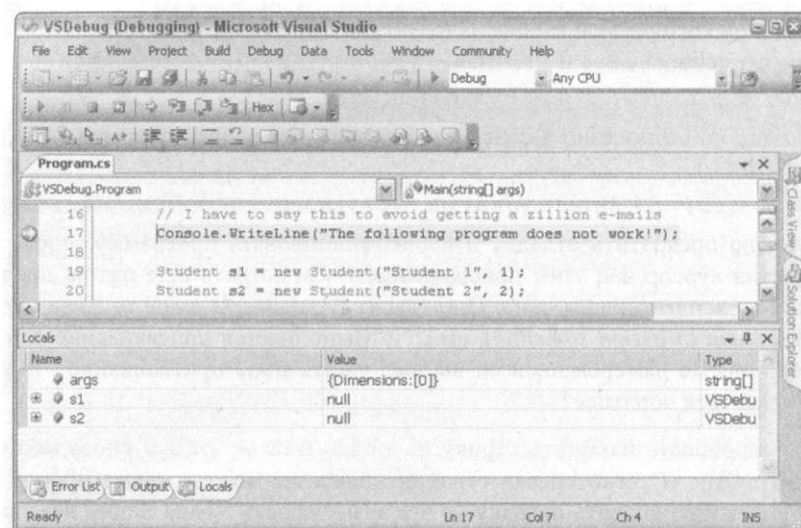 VSDebug (Debugging) - Microsoft Visual Studio
File Edit View Project Build Debug Data Tools Window Community Help
Debug Any CPU
Hex
Program.cs
VSDebug.Program Main(string[] args)
16 // I have to say this to avoid getting a zillion e-mails
17 Console.WriteLine("The following program does not work!");
18
19 Student s1 = new Student("Student 1", 1);
20 Student s2 = new Student("Student 2", 2);
Class View
Solution Explorer
Locals
Name Value Type
args {Dimensions:[0]} string[]
s1 null VSDebu
s2 null VSDebu
Error List Output Locals
Ready Ln 17 Col 7 Ch 4 INS